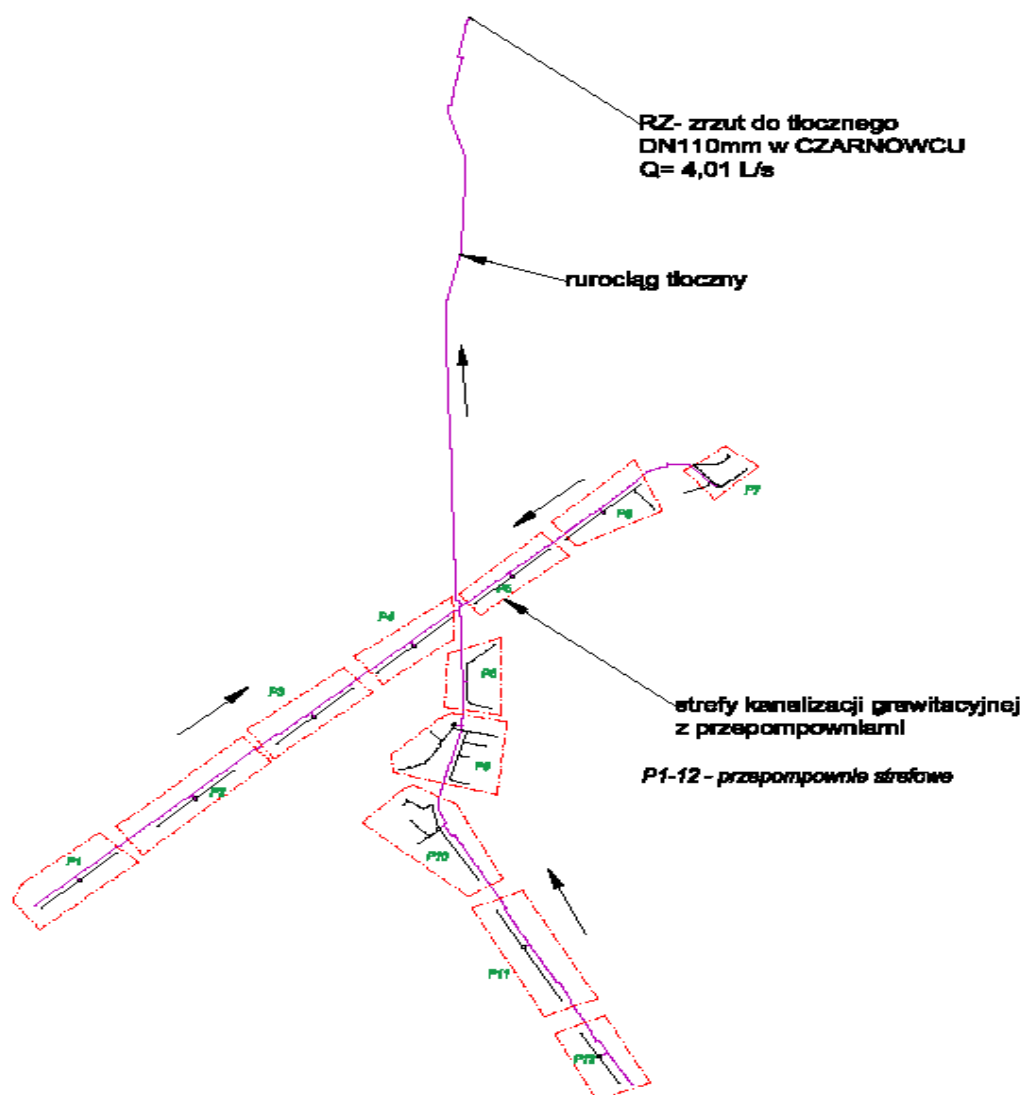 RZ- zrzut do tłocznego
DN110mm w CZARNOWCU
Q= 4,01 L/s
rurociąg tłoczny
P7
P6
P5
P4
P3
strefy kanalizacji grawitacyjnej
z przepompowniami
P1-12 - przepompownie strefowe
P2
P1
P10
P11
P12